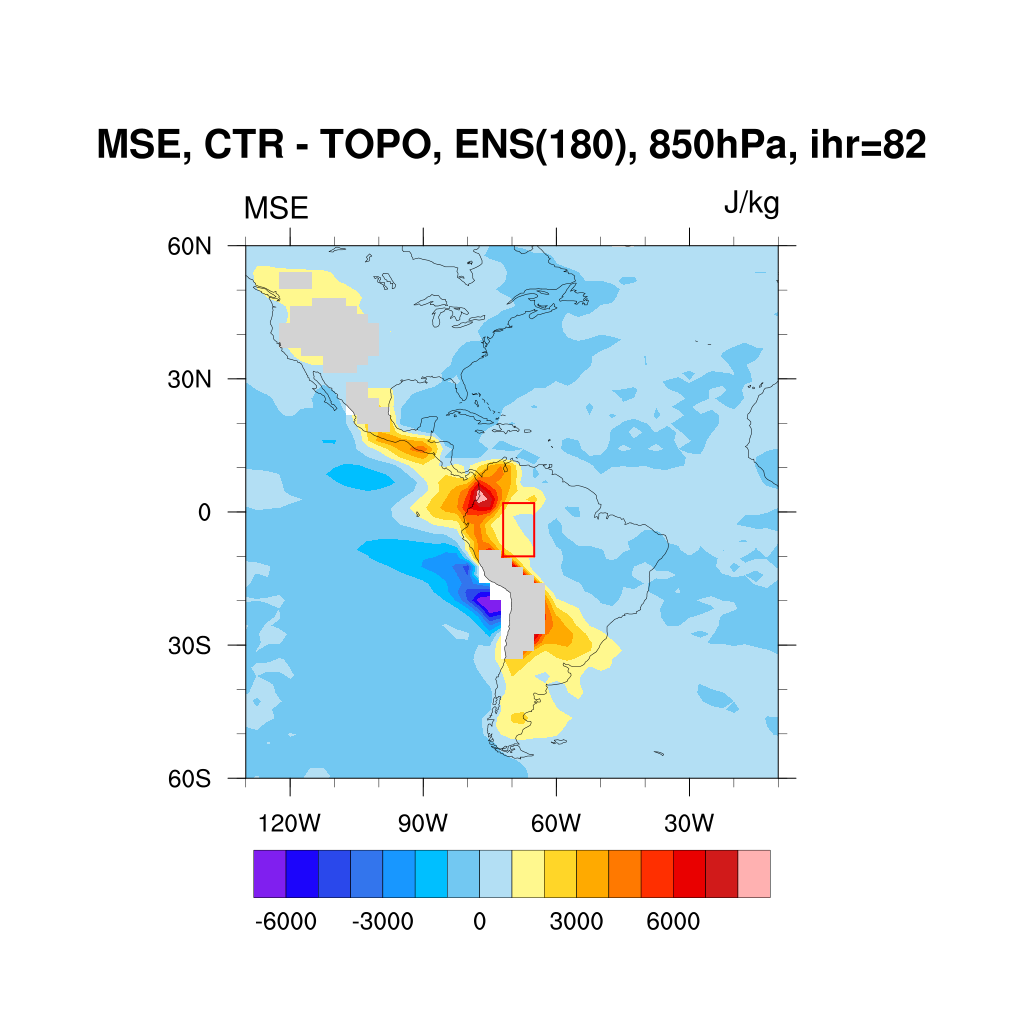 MSE, CTR - TOPO, ENS(180), 850hPa, ihr=82
MSE J/kg
60N
30N
0
30S
60S
120W 90W 60W 30W
-6000 -3000 0 3000 6000